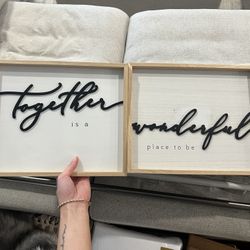 together
is a
wonderful
place to be